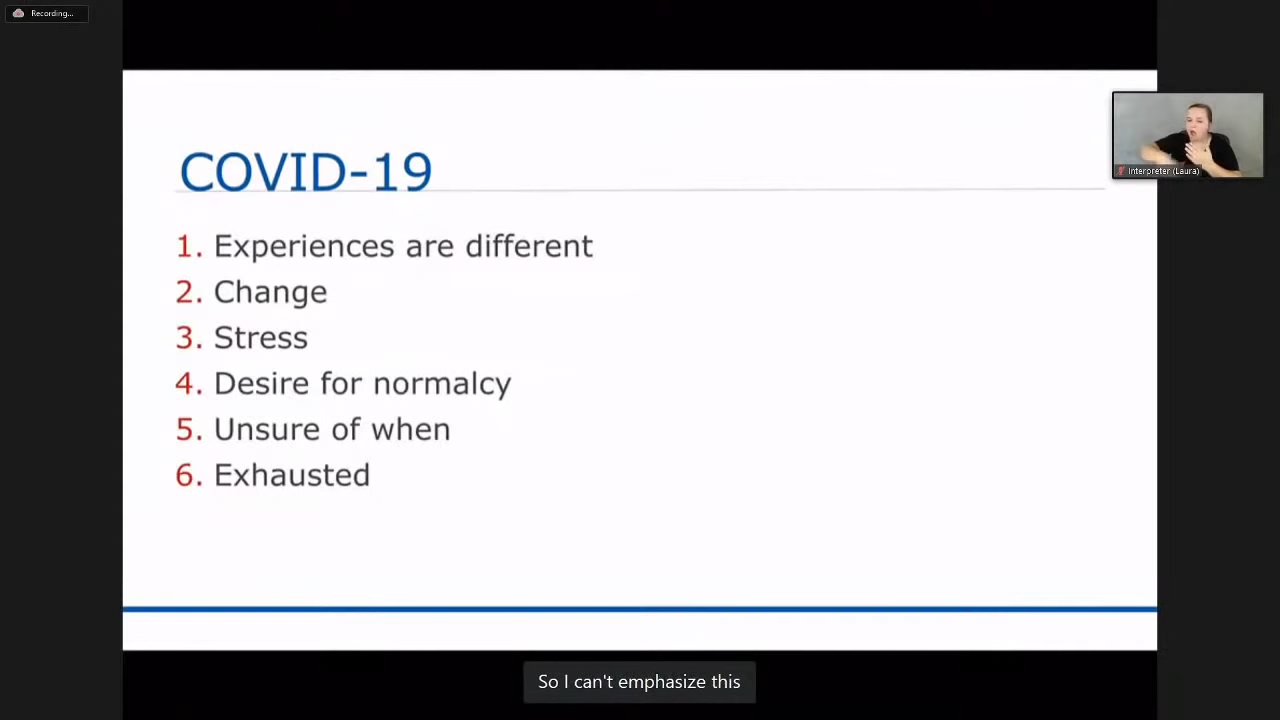 Recording...
COVID-19
Interpreter (Laura)
1. Experiences are different
2. Change
3. Stress
4. Desire for normalcy
5. Unsure of when
6. Exhausted
So I can't emphasize this